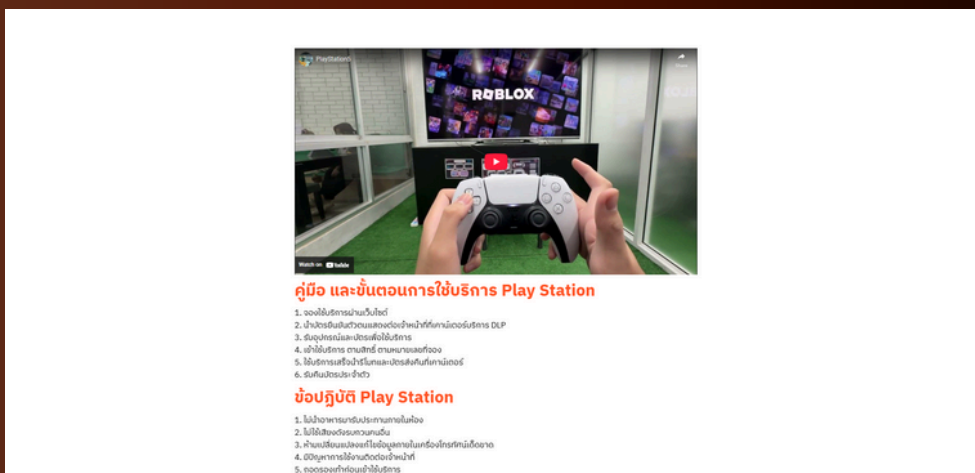 PlayStation5
Share
ROBLOX
Watch on YouTube
คู่มือ และขั้นตอนการใช้บริการ Play Station
1. จองใช้บริการผ่านเว็บไซต์
2. นำบัตรยืนยันตัวตนแสดงต่อเจ้าหน้าที่ที่เคาน์เตอร์บริการ DLP
3. รับอุปกรณ์และบัตรเพื่อใช้บริการ
4. เข้าใช้บริการ ตามสิทธิ์ ตามหมายเลขที่จอง
5. ใช้บริการเสร็จนำรีโมทและบัตรส่งคืนที่เคาน์เตอร์
6. รับคืนบัตรประจำตัว
ข้อปฏิบัติ Play Station
1. ไม่นำอาหารมารับประทานภายในห้อง
2. ไม่ใช้เสียงดังรบกวนคนอื่น
3. ห้ามเปลี่ยนแปลงแก้ไขข้อมูลภายในเครื่องโทรทัศน์เด็ดขาด
4. มีปัญหาการใช้งานติดต่อเจ้าหน้าที่
5. ถอดรองเท้าก่อนเข้าใช้บริการ